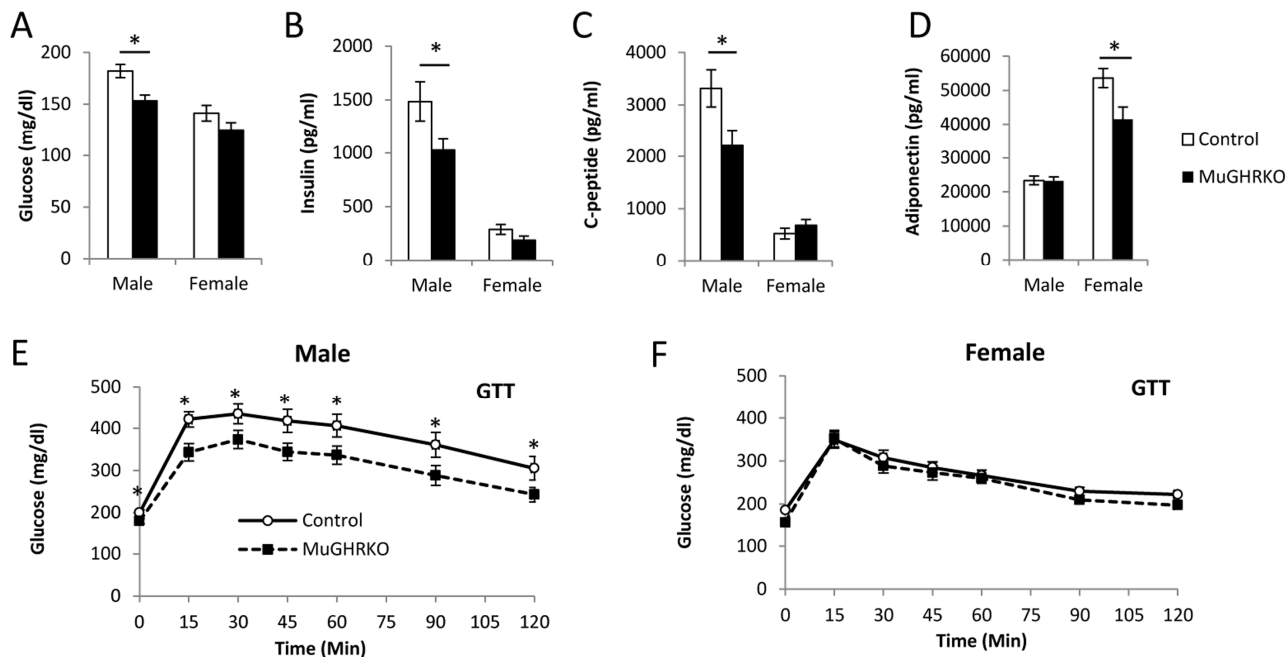 A
Glucose (mg/dl)
200
150
100
50
0
*
Male
Female
B
Insulin (pg/ml)
2000
1500
1000
500
0
*
Male
Female
C
C-peptide (pg/ml)
4000
3000
2000
1000
0
*
Male
Female
D
Adiponectin (pg/ml)
60000
50000
40000
30000
20000
10000
0
*
Male
Female
Control
MuGHRKO
E
Male
GTT
Glucose (mg/dl)
500
400
300
200
100
0
* * * * * * *
Control
MuGHRKO
0 15 30 45 60 75 90 105 120
Time (Min)
F
Female
GTT
Glucose (mg/dl)
500
400
300
200
100
0
0 15 30 45 60 75 90 105 120
Time (Min)